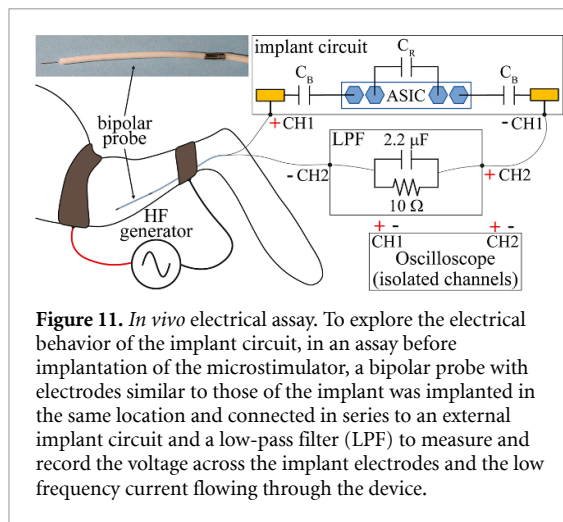 implant circuit
C_R
C_B
C_B
ASIC
bipolar
probe
+CH1
-CH1
LPF
2.2 µF
-CH2
+
CH2
10 Ω
HF
generator
+ -
CH1
+ -
CH2
Oscilloscope
(isolated channels)
Figure 11. In vivo electrical assay. To explore the electrical
behavior of the implant circuit, in an assay before
implantation of the microstimulator, a bipolar probe with
electrodes similar to those of the implant was implanted in
the same location and connected in series to an external
implant circuit and a low-pass filter (LPF) to measure and
record the voltage across the implant electrodes and the low
frequency current flowing through the device.